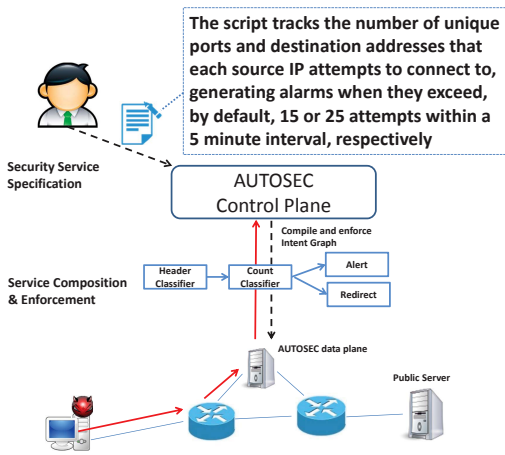 The script tracks the number of unique
ports and destination addresses that
each source IP attempts to connect to,
generating alarms when they exceed,
by default, 15 or 25 attempts within a
5 minute interval, respectively
Security Service
Specification
AUTOSEC
Control Plane
Compile and enforce
Intent Graph
Service Composition
& Enforcement
Header
Classifier
Count
Classifier
Alert
Redirect
AUTOSEC data plane
Public Server